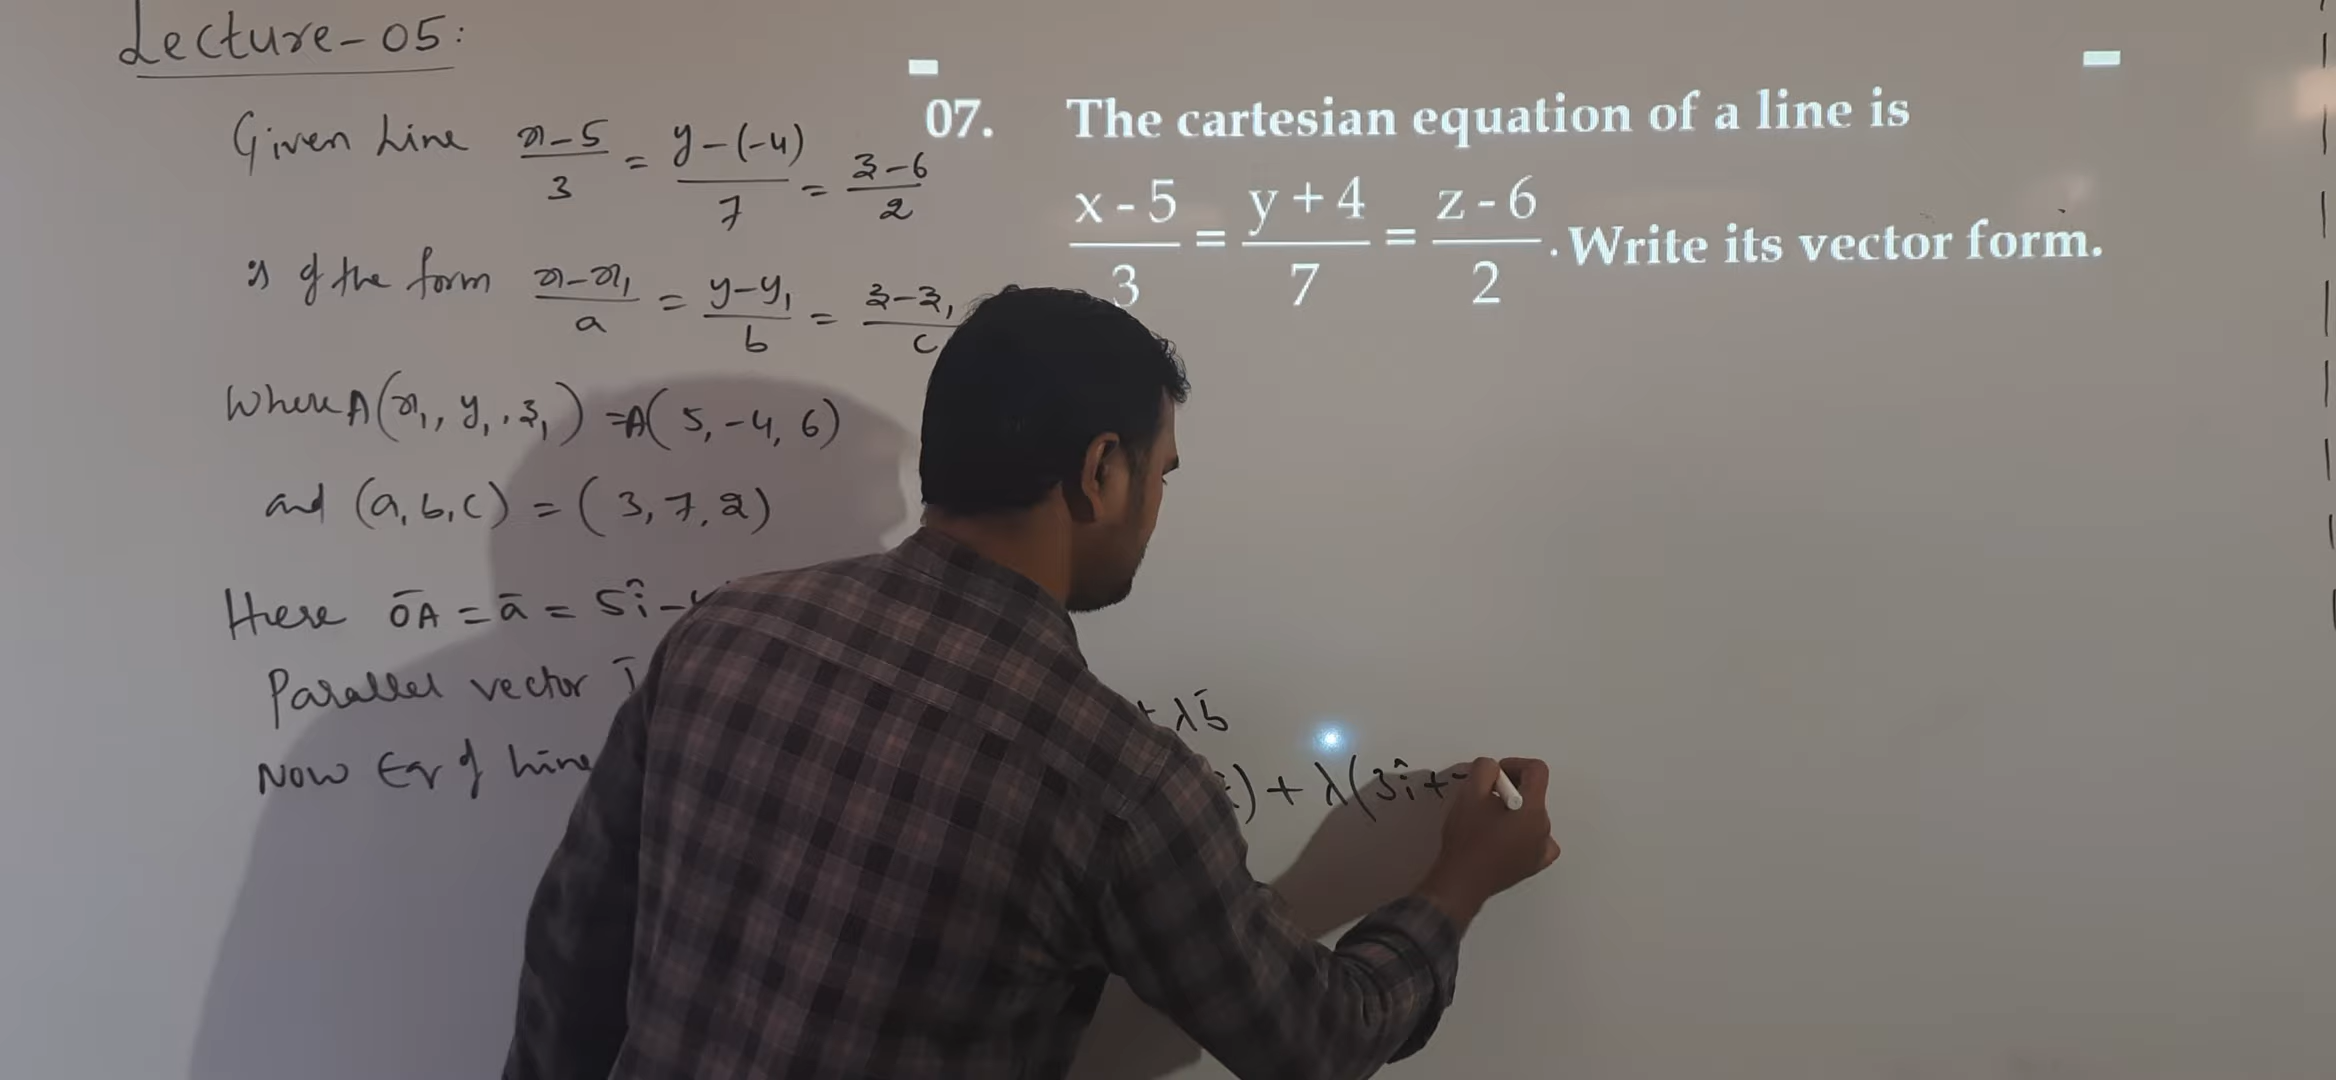 Lecture-05:
Given Line x-5/3 = y-(-4)/7 = z-6/2
is of the form x-x₁/a = y-y₁/b = z-z₁/c
Where A(x₁, y₁, z₁) = A(5, -4, 6)
and (a, b, c) = (3, 7, 2)
Here O̅A̅ = a̅ = 5î -
Parallel vector
Now Eq of Line
+ λb̅
) + λ(3î +
07. The cartesian equation of a line is
x - 5/3 = y + 4/7 = z - 6/2 . Write its vector form.